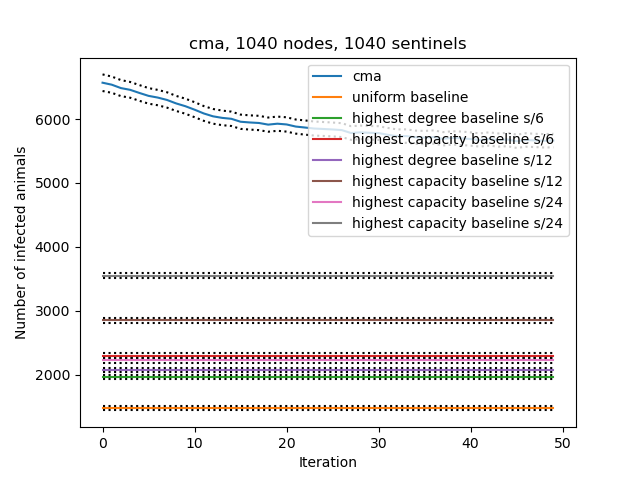 cma, 1040 nodes, 1040 sentinels
cma
uniform baseline
highest degree baseline s/6
highest capacity baseline s/6
highest degree baseline s/12
highest capacity baseline s/12
highest capacity baseline s/24
highest capacity baseline s/24
Number of infected animals
6000
5000
4000
3000
2000
0 10 20 30 40 50
Iteration